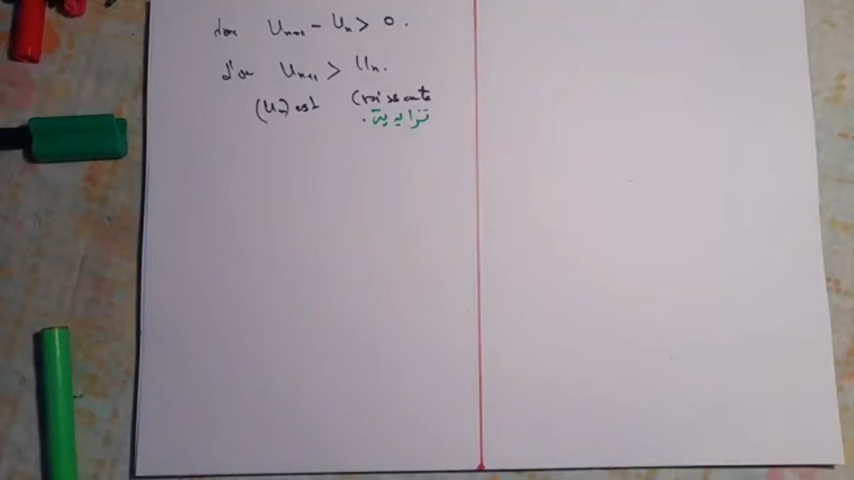 donc Un+1 - Un > 0.
d'où Un+1 > Un.
(Un) est croissante
تزايدية.